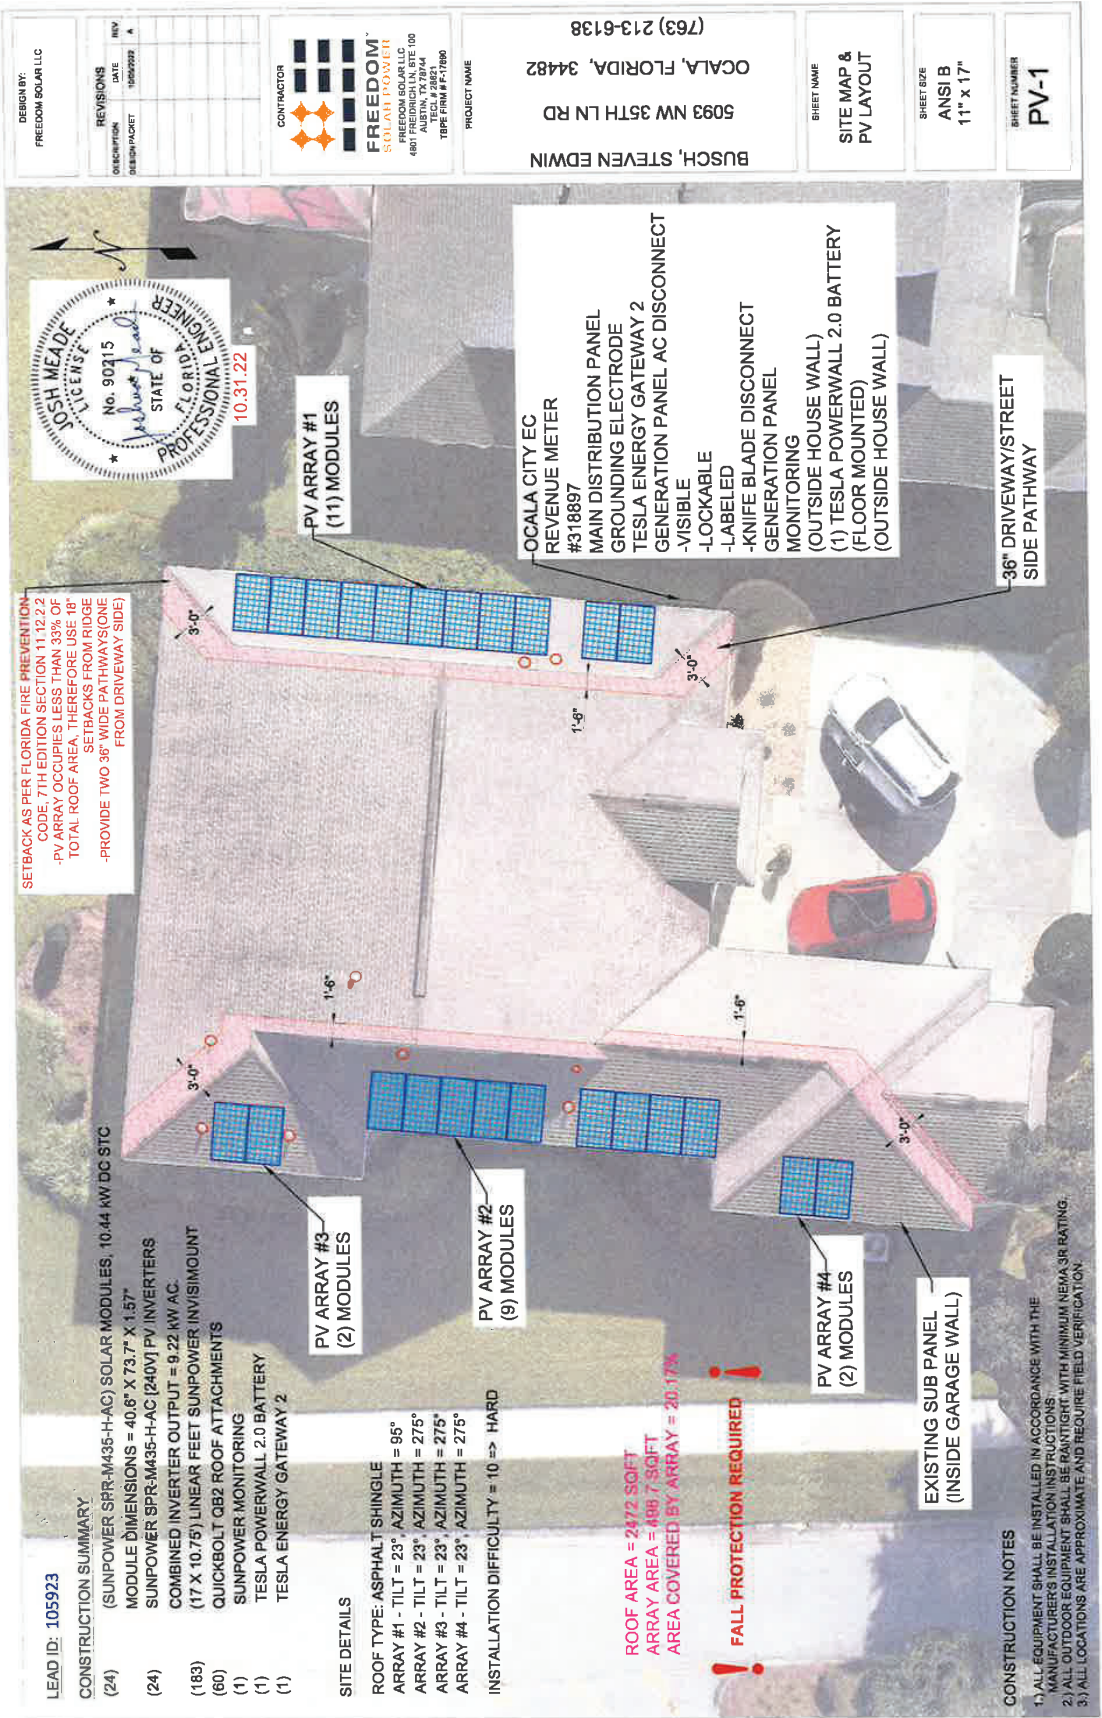 LEAD ID: 105923
CONSTRUCTION SUMMARY
(24) (SUNPOWER SPR-M435-H-AC) SOLAR MODULES, 10.44 kW DC STC
MODULE DIMENSIONS = 40.6" X 73.7" X 1.57"
(24) SUNPOWER SPR-M435-H-AC [240V] PV INVERTERS
COMBINED INVERTER OUTPUT = 9.22 KW AC.
(183) (17 X 10.75') LINEAR FEET SUNPOWER INVISIMOUNT
(60) QUICKBOLT QB2 ROOF ATTACHMENTS
(1) SUNPOWER MONITORING
(1) TESLA POWERWALL 2.0 BATTERY
(1) TESLA ENERGY GATEWAY 2
SITE DETAILS
ROOF TYPE: ASPHALT SHINGLE
ARRAY #1 - TILT = 23°, AZIMUTH = 95°
ARRAY #2 - TILT = 23°, AZIMUTH = 275°
ARRAY #3 - TILT = 23°, AZIMUTH = 275°
ARRAY #4 - TILT = 23°, AZIMUTH = 275°
INSTALLATION DIFFICULTY = 10 => HARD
ROOF AREA = 2472 SQFT
ARRAY AREA = 498.7 SQFT
AREA COVERED BY ARRAY = 20.17%
! FALL PROTECTION REQUIRED !
CONSTRUCTION NOTES
1.) ALL EQUIPMENT SHALL BE INSTALLED IN ACCORDANCE WITH THE
MANUFACTURER'S INSTALLATION INSTRUCTIONS.
2.) ALL OUTDOOR EQUIPMENT SHALL BE RAINTIGHT WITH MINIMUM NEMA 3R RATING.
3.) ALL LOCATIONS ARE APPROXIMATE AND REQUIRE FIELD VERIFICATION.
SETBACK AS PER FLORIDA FIRE PREVENTION
CODE, 7TH EDITION SECTION 11.12.2.2
-PV ARRAY OCCUPIES LESS THAN 33% OF
TOTAL ROOF AREA, THEREFORE USE 18"
SETBACKS FROM RIDGE
-PROVIDE TWO 36" WIDE PATHWAYS(ONE
FROM DRIVEWAY SIDE)
PV ARRAY #3
(2) MODULES
PV ARRAY #2
(9) MODULES
PV ARRAY #4
(2) MODULES
EXISTING SUB PANEL
(INSIDE GARAGE WALL)
3'-0"
1'-6"
1'-6"
3'-0"
3'-0"
1'-6"
3'-0"
PV ARRAY #1
(11) MODULES
JOSH MEADE
LICENSE
No. 90215
STATE OF
FLORIDA
PROFESSIONAL ENGINEER
10.31.22
N
OCALA CITY EC
REVENUE METER
#318897
MAIN DISTRIBUTION PANEL
GROUNDING ELECTRODE
TESLA ENERGY GATEWAY 2
GENERATION PANEL AC DISCONNECT
-VISIBLE
-LOCKABLE
-LABELED
-KNIFE BLADE DISCONNECT
GENERATION PANEL
MONITORING
(OUTSIDE HOUSE WALL)
(1) TESLA POWERWALL 2.0 BATTERY
(FLOOR MOUNTED)
(OUTSIDE HOUSE WALL)
36" DRIVEWAY/STREET
SIDE PATHWAY
DESIGN BY:
FREEDOM SOLAR LLC
REVISIONS
DESCRIPTION DATE REV
DESIGN PACKET 10/05/2022 A
CONTRACTOR
FREEDOM
SOLAR POWER
FREEDOM SOLAR LLC
4801 FREIDRICH LN, STE 100
AUSTIN, TX 78744
TECL # 28621
TBPE FIRM # F-17690
PROJECT NAME
BUSCH, STEVEN EDWIN
5093 NW 35TH LN RD
OCALA, FLORIDA, 34482
(763) 213-6138
SHEET NAME
SITE MAP &
PV LAYOUT
SHEET SIZE
ANSI B
11" x 17"
SHEET NUMBER
PV-1